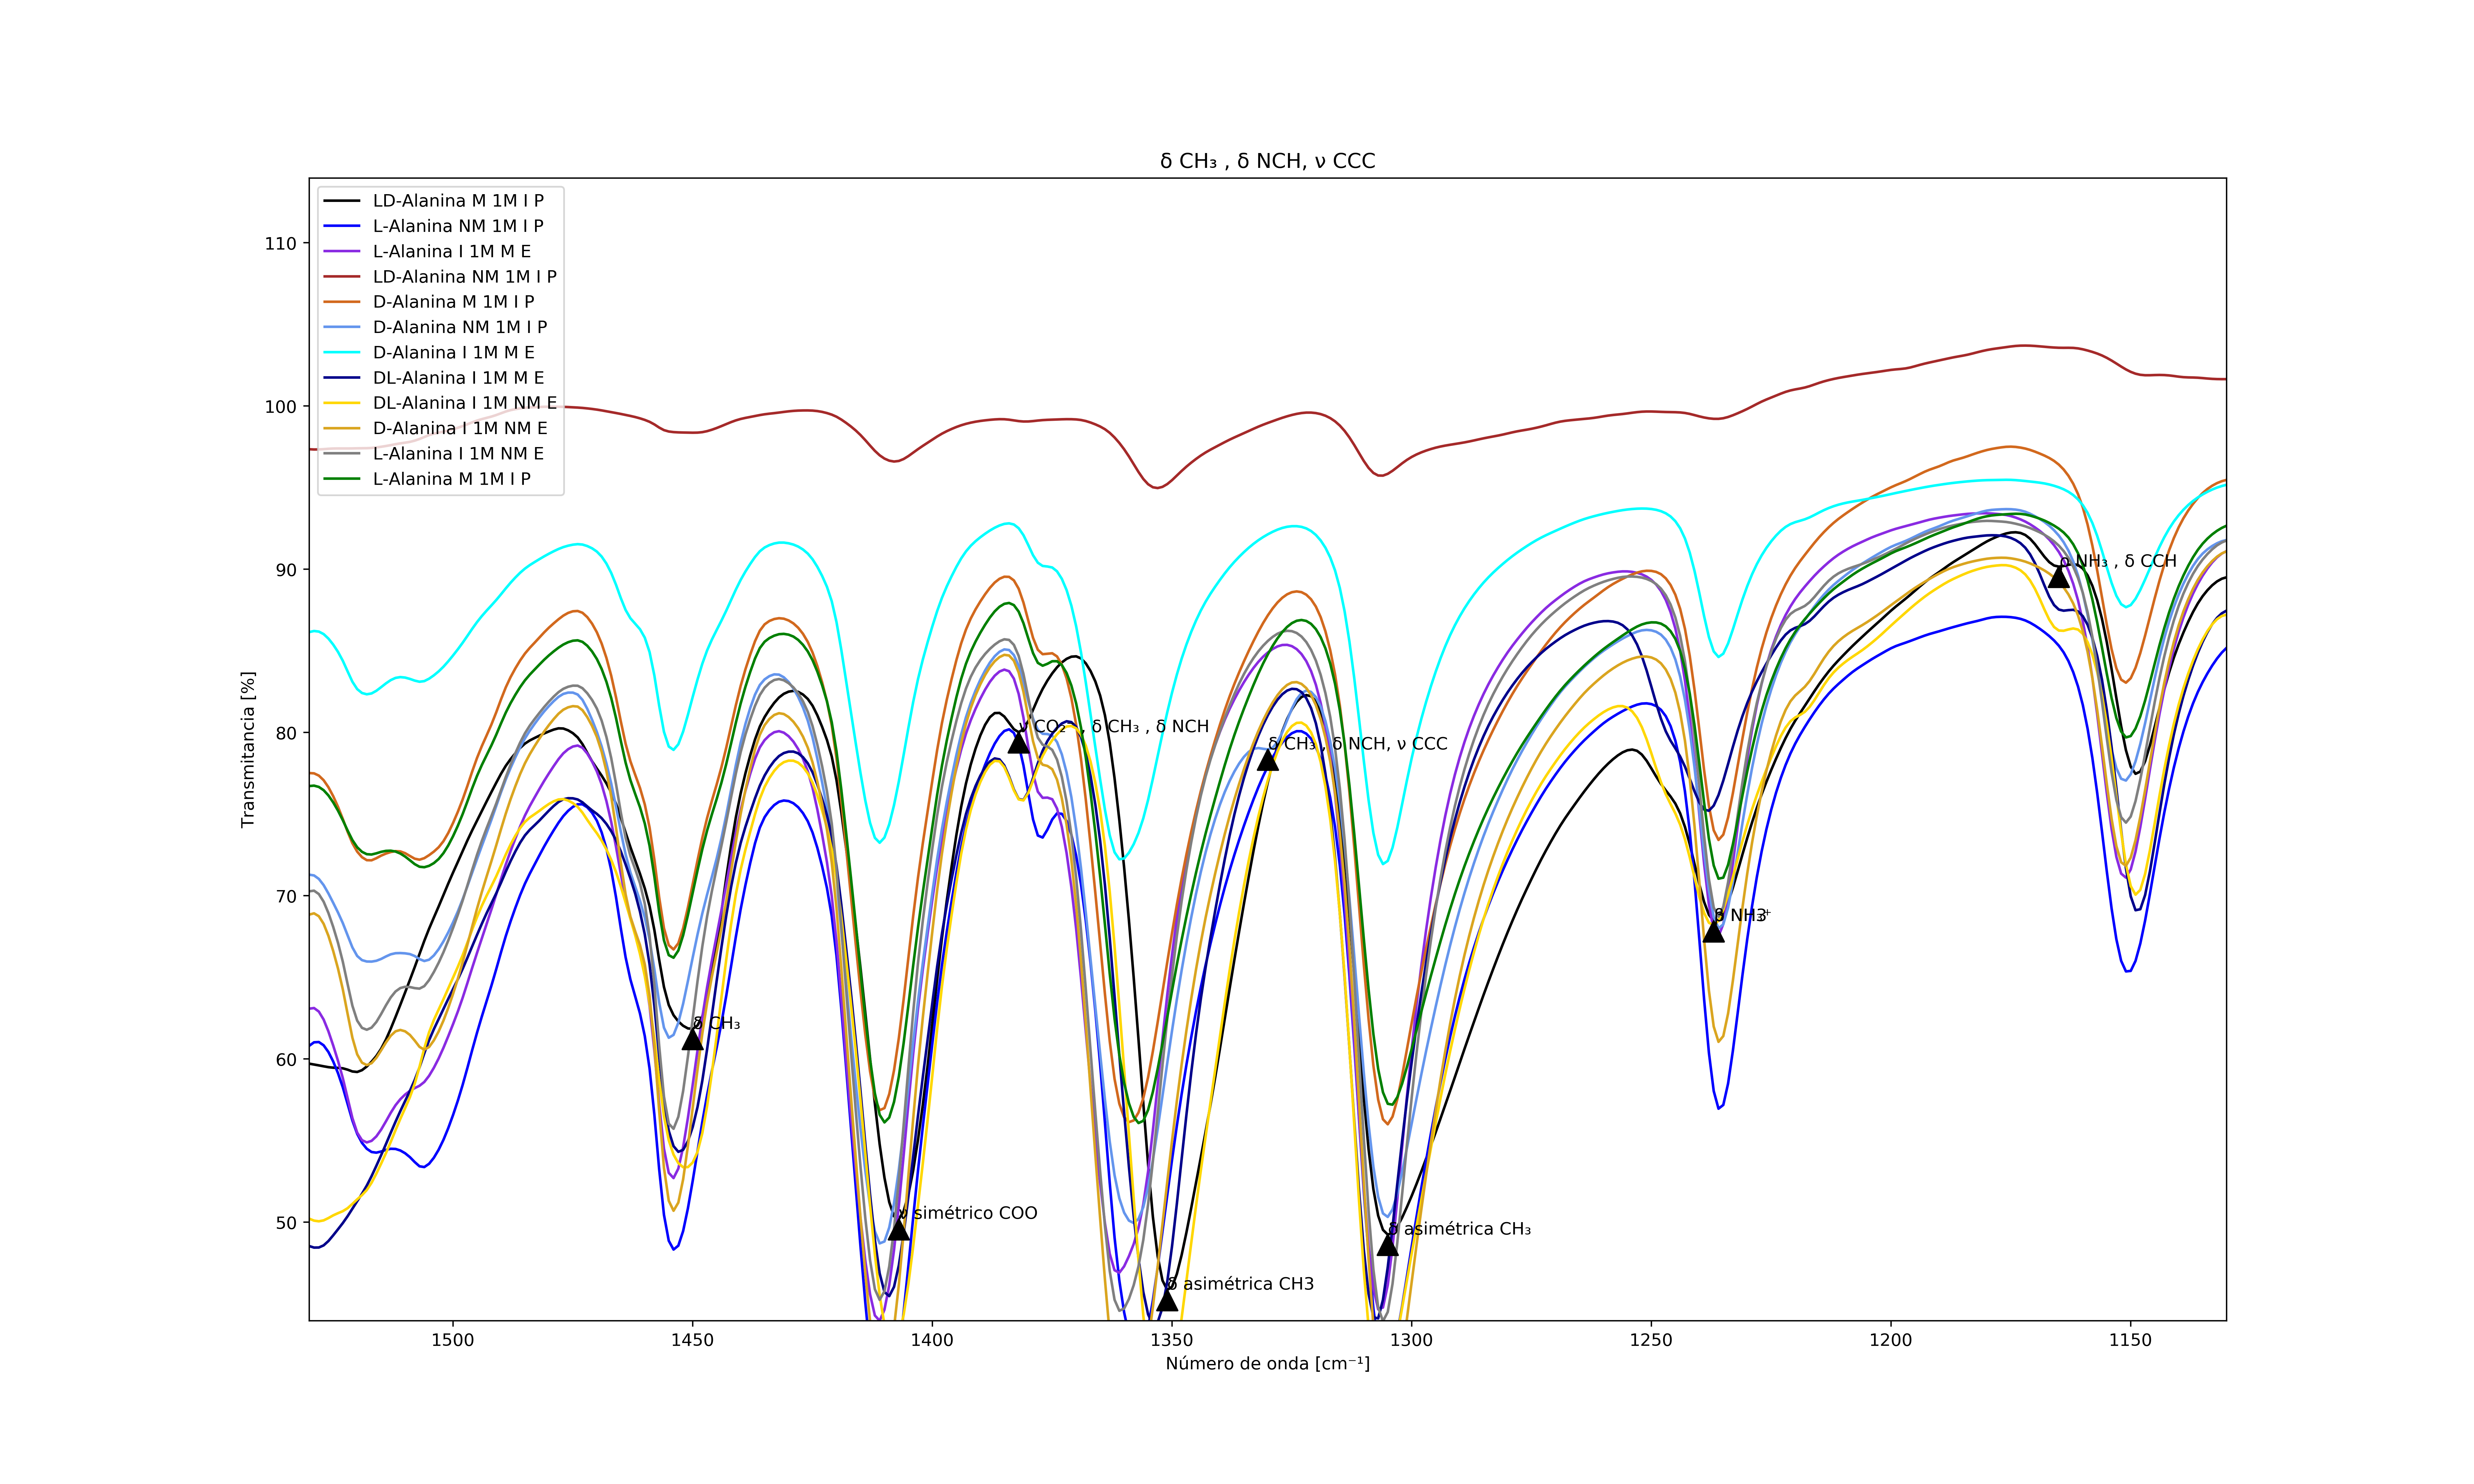 δ CH₃ , δ NCH, ν CCC
LD-Alanina M 1M I P
L-Alanina NM 1M I P
L-Alanina I 1M M E
LD-Alanina NM 1M I P
D-Alanina M 1M I P
D-Alanina NM 1M I P
D-Alanina I 1M M E
DL-Alanina I 1M M E
DL-Alanina I 1M NM E
D-Alanina I 1M NM E
L-Alanina I 1M NM E
L-Alanina M 1M I P
110
100
90
80
70
60
50
Transmitancia [%]
δ NH₃ , δ CCH
, δ CH₃ , δ NCH
δ CH₃ , δ NCH, ν CCC
δ CH₃
ν simétrico COO
δ asimétrica CH₃
δ asimétrica CH3
1500
1450
1400
1350
1300
1250
1200
1150
Número de onda [cm⁻¹]